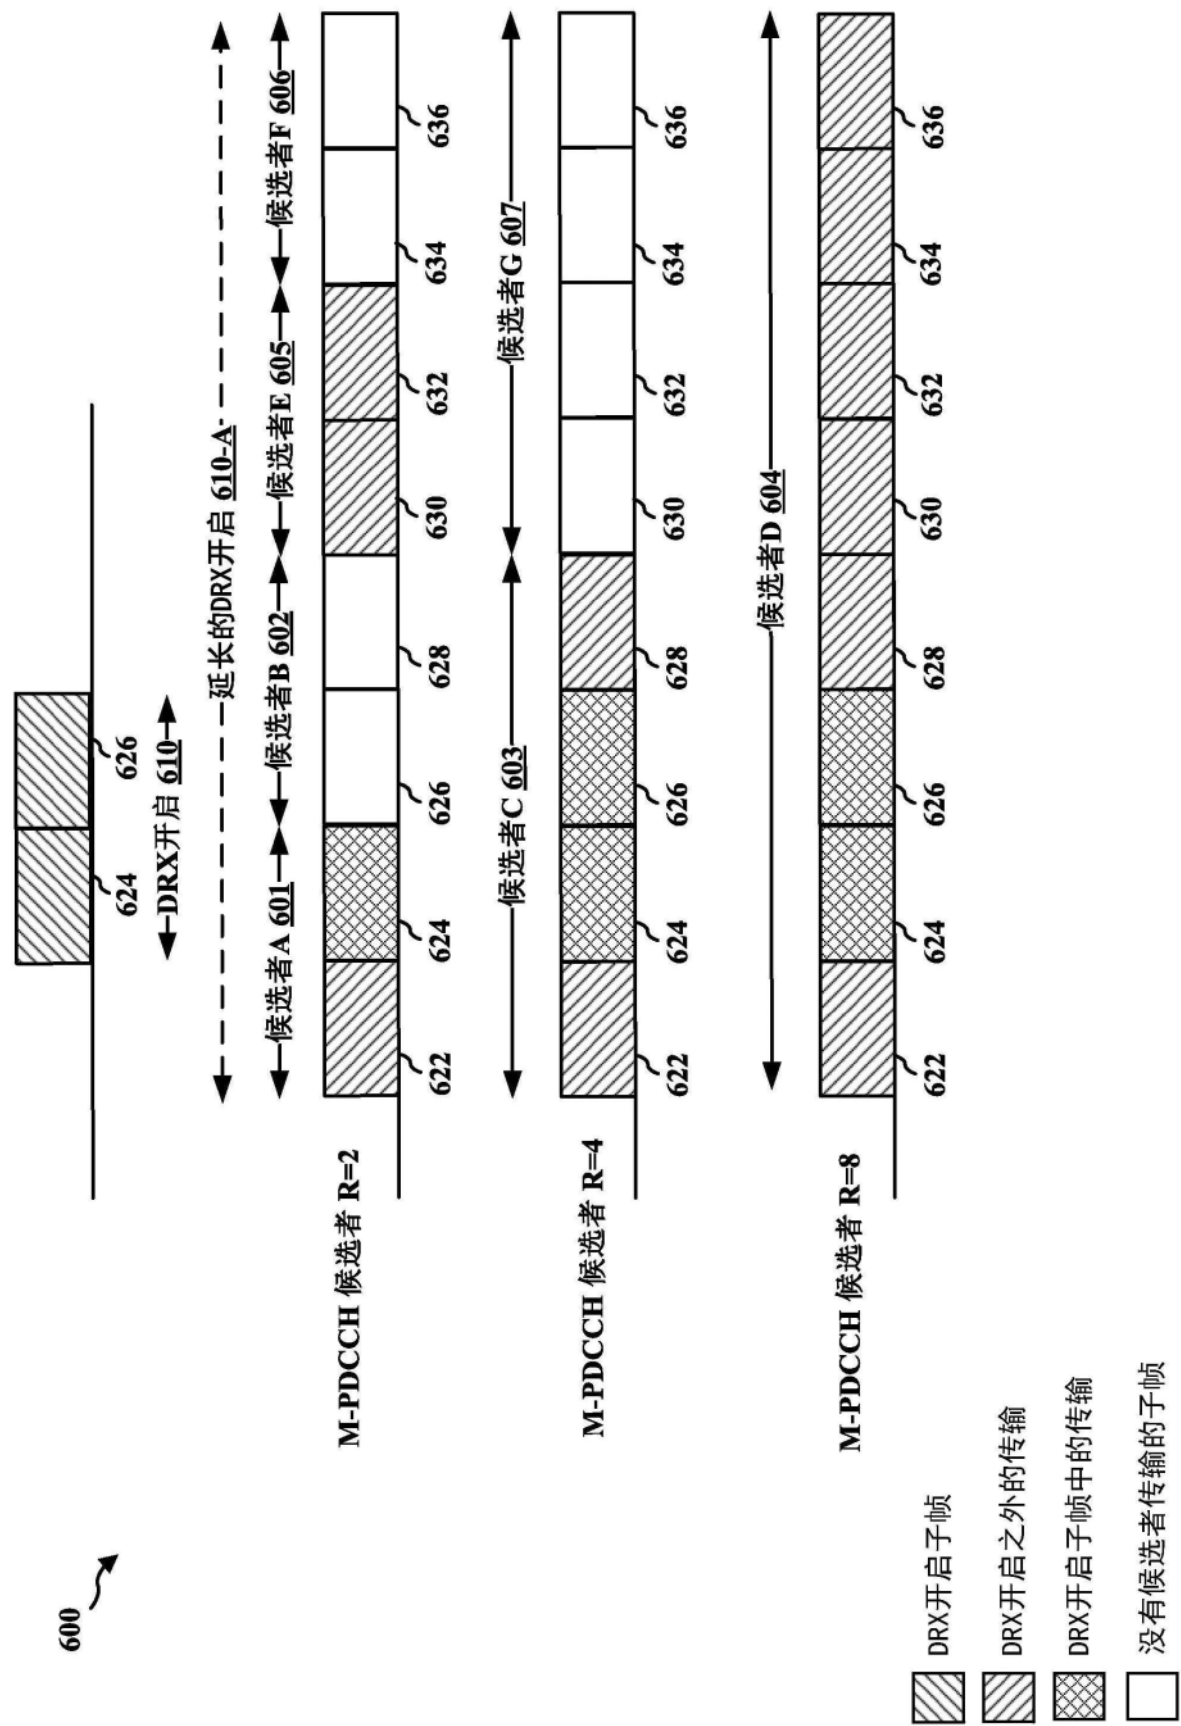 600
624 626
DRX开启 610
延长的DRX开启 610-A
候选者A 601 候选者B 602 候选者E 605 候选者F 606
M-PDCCH 候选者 R=2
622 624 626 628 630 632 634 636
候选者C 603 候选者G 607
M-PDCCH 候选者 R=4
622 624 626 628 630 632 634 636
候选者D 604
M-PDCCH 候选者 R=8
622 624 626 628 630 632 634 636
DRX开启子帧
DRX开启之外的传输
DRX开启子帧中的传输
没有候选者传输的子帧